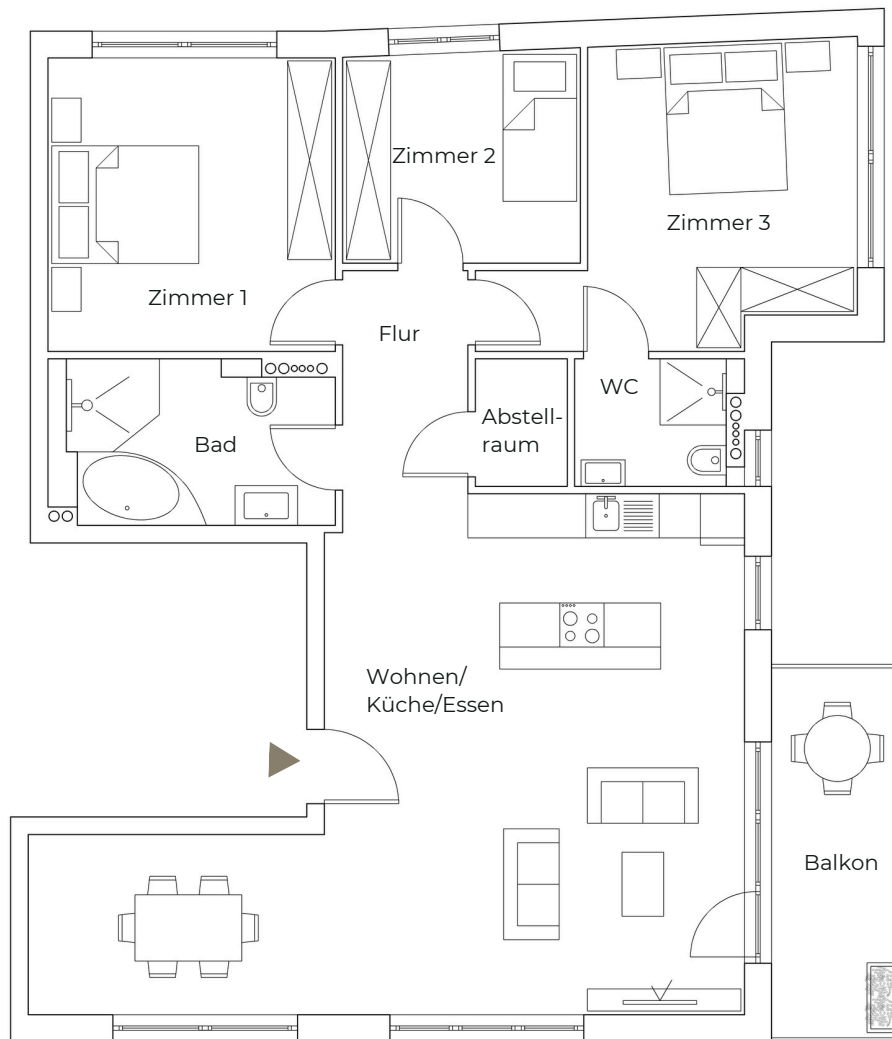 Zimmer 2
Zimmer 3
Zimmer 1
Flur
WC
Abstell-
raum
Bad
Wohnen/
Küche/Essen
Balkon